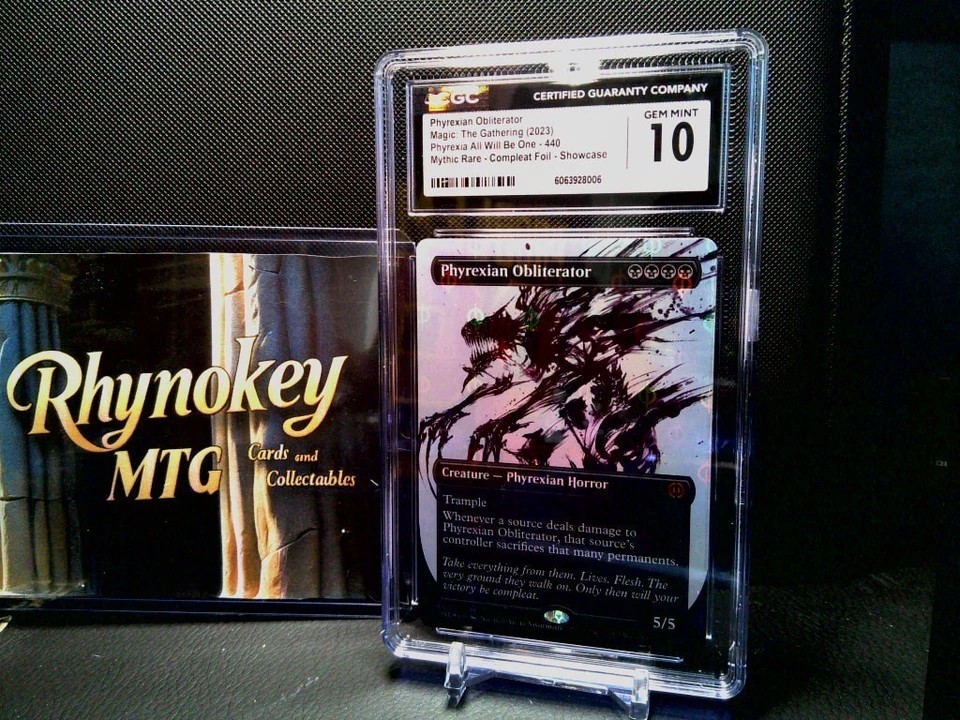 Rhynokey
MTG
Cards and
Collectaibles
CGC
CERTIFIED GUARANTY COMPANY
Phyrexian Obliterator
Magic: The Gathering (2023)
Phyrexia All Will Be One - 440
Mythic Rare - Compleat Foil - Showcase
6063928006
GEM MINT
10
Phyrexian Obliterator
Creature — Phyrexian Horror
Trample
Whenever a source deals damage to
Phyrexian Obliterator, that source's
controller sacrifices that many permanents.
Take everything from them. Lives. Flesh. The
very ground they walk on. Only then will your
victory be compleat.
5/5